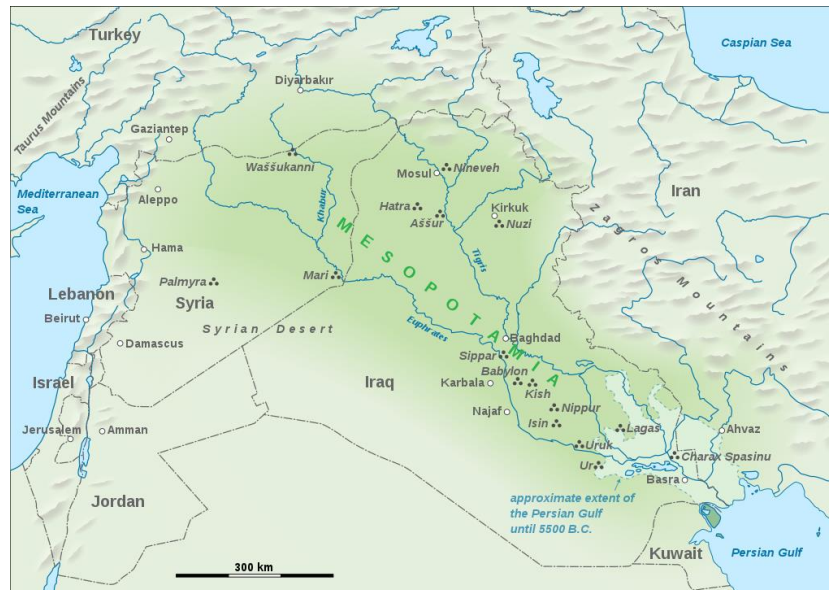 Turkey
Caspian Sea
Taurus Mountains
Diyarbakır
Gaziantep
Waššukanni
Mosul
Nineveh
Iran
Mediterranean
Sea
Aleppo
Khabur
Hatra
Aššur
Kirkuk
Nuzi
Zagros Mountains
MESOPOTAMIA
Hama
Tigris
Palmyra
Mari
Lebanon
Syria
Beirut
Syrian Desert
Euphrates
Baghdad
Damascus
Sippar
Babylon
Israel
Iraq
Karbala
Kish
Najaf
Nippur
Isin
Lagas
Ahvaz
Jerusalem
Amman
Uruk
Charax Spasinu
Ur
Basra
Jordan
approximate extent of
the Persian Gulf
until 5500 B.C.
Kuwait
Persian Gulf
300 km